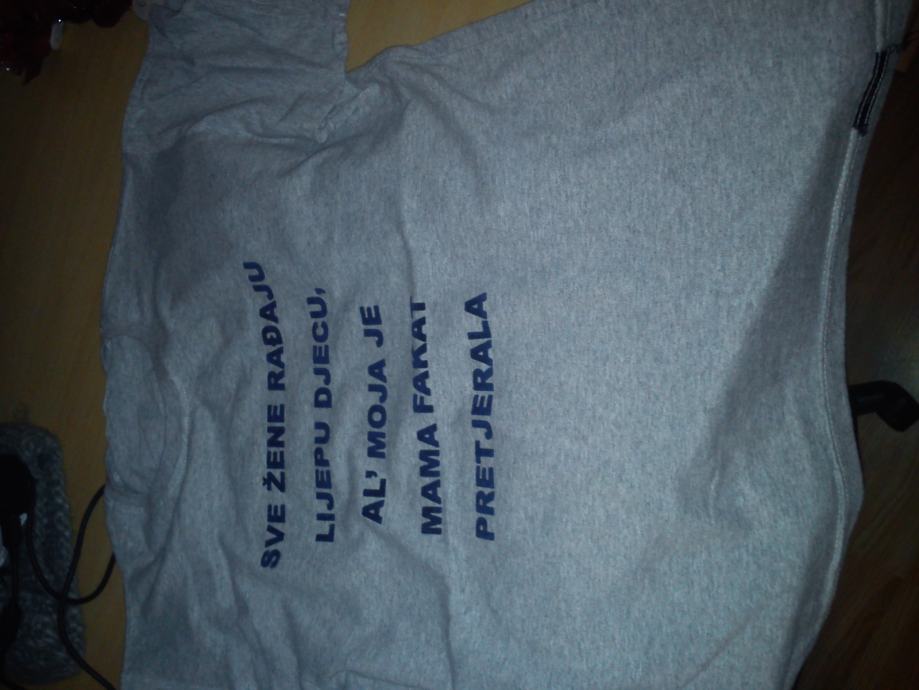 SVE ŽENE RAĐAJU
LIJEPU DJECU,
AL' MOJA JE
MAMA FAKAT
PRETJERALA